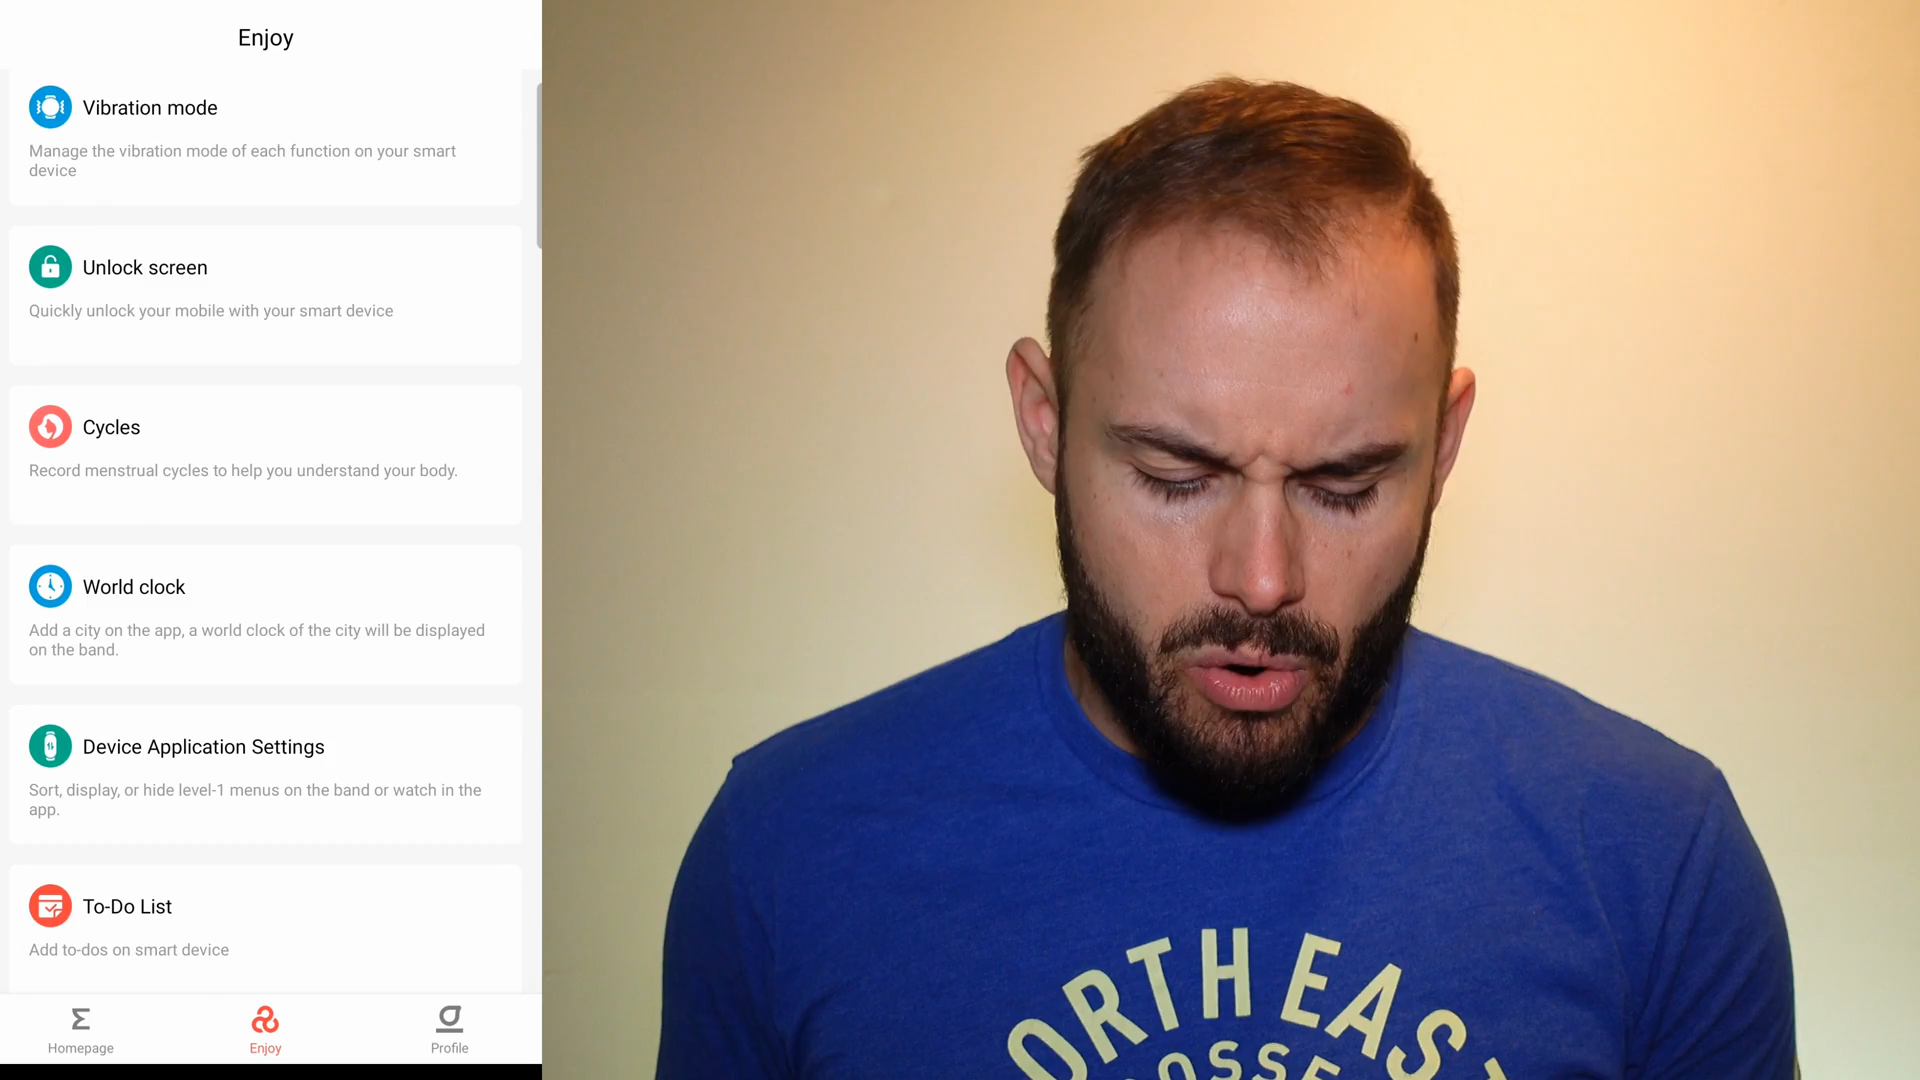 Enjoy
Vibration mode
Manage the vibration mode of each function on your smart
device
Unlock screen
Quickly unlock your mobile with your smart device
Cycles
Record menstrual cycles to help you understand your body.
World clock
Add a city on the app, a world clock of the city will be displayed
on the band.
Device Application Settings
Sort, display, or hide level-1 menus on the band or watch in the
app.
To-Do List
Add to-dos on smart device
Homepage
Enjoy
Profile
ORTH EAS
OSSE